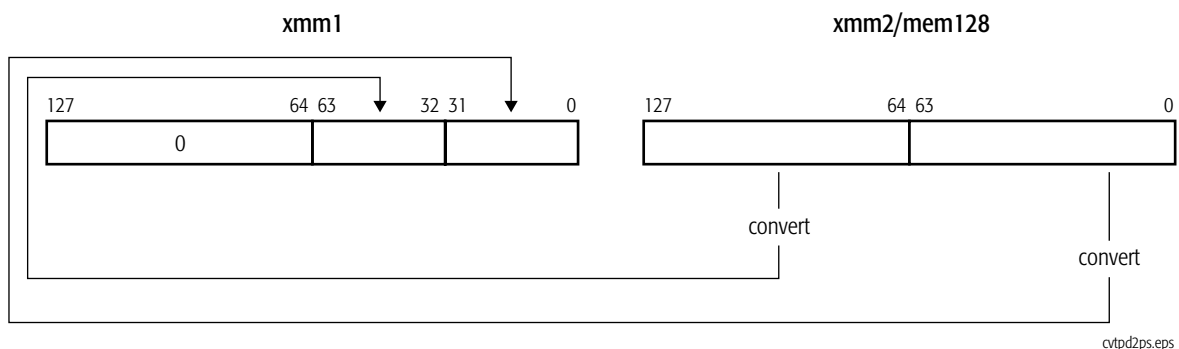 xmm1 xmm2/mem128
127 64 63 32 31 0 127 64 63 0
0
convert
convert
cvtpd2ps.eps